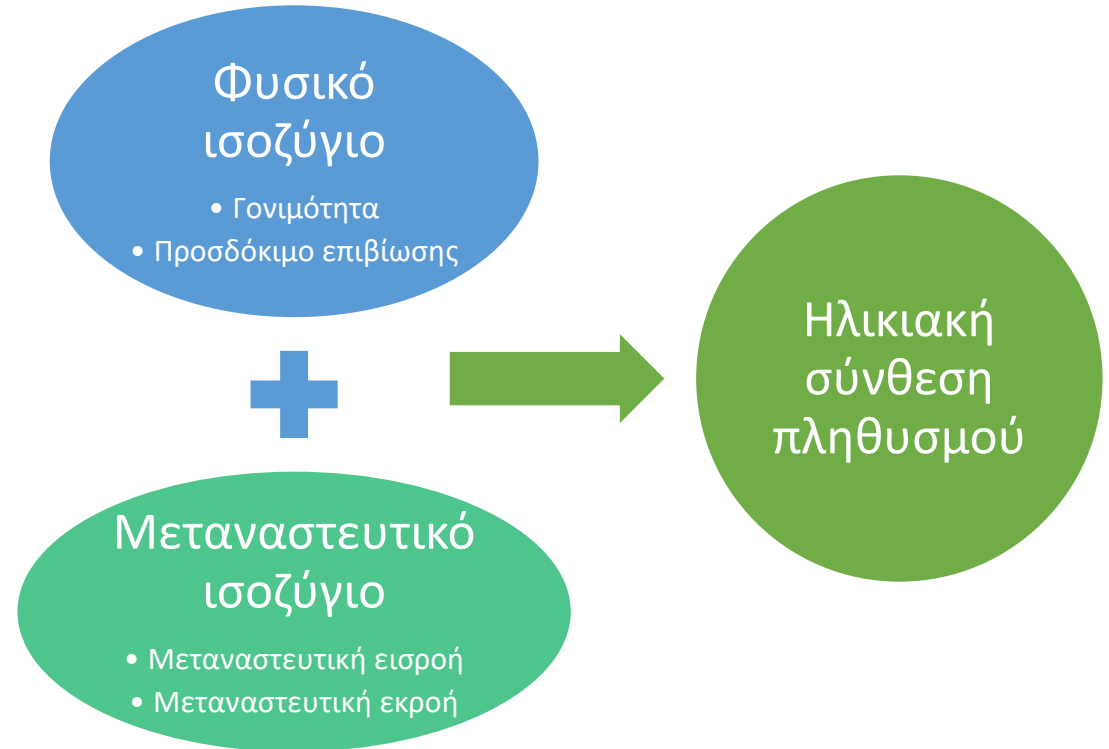 Φυσικό
ισοζύγιο
• Γονιμότητα
• Προσδόκιμο επιβίωσης
Μεταναστευτικό
ισοζύγιο
• Μεταναστευτική εισροή
• Μεταναστευτική εκροή
Ηλικιακή
σύνθεση
πληθυσμού